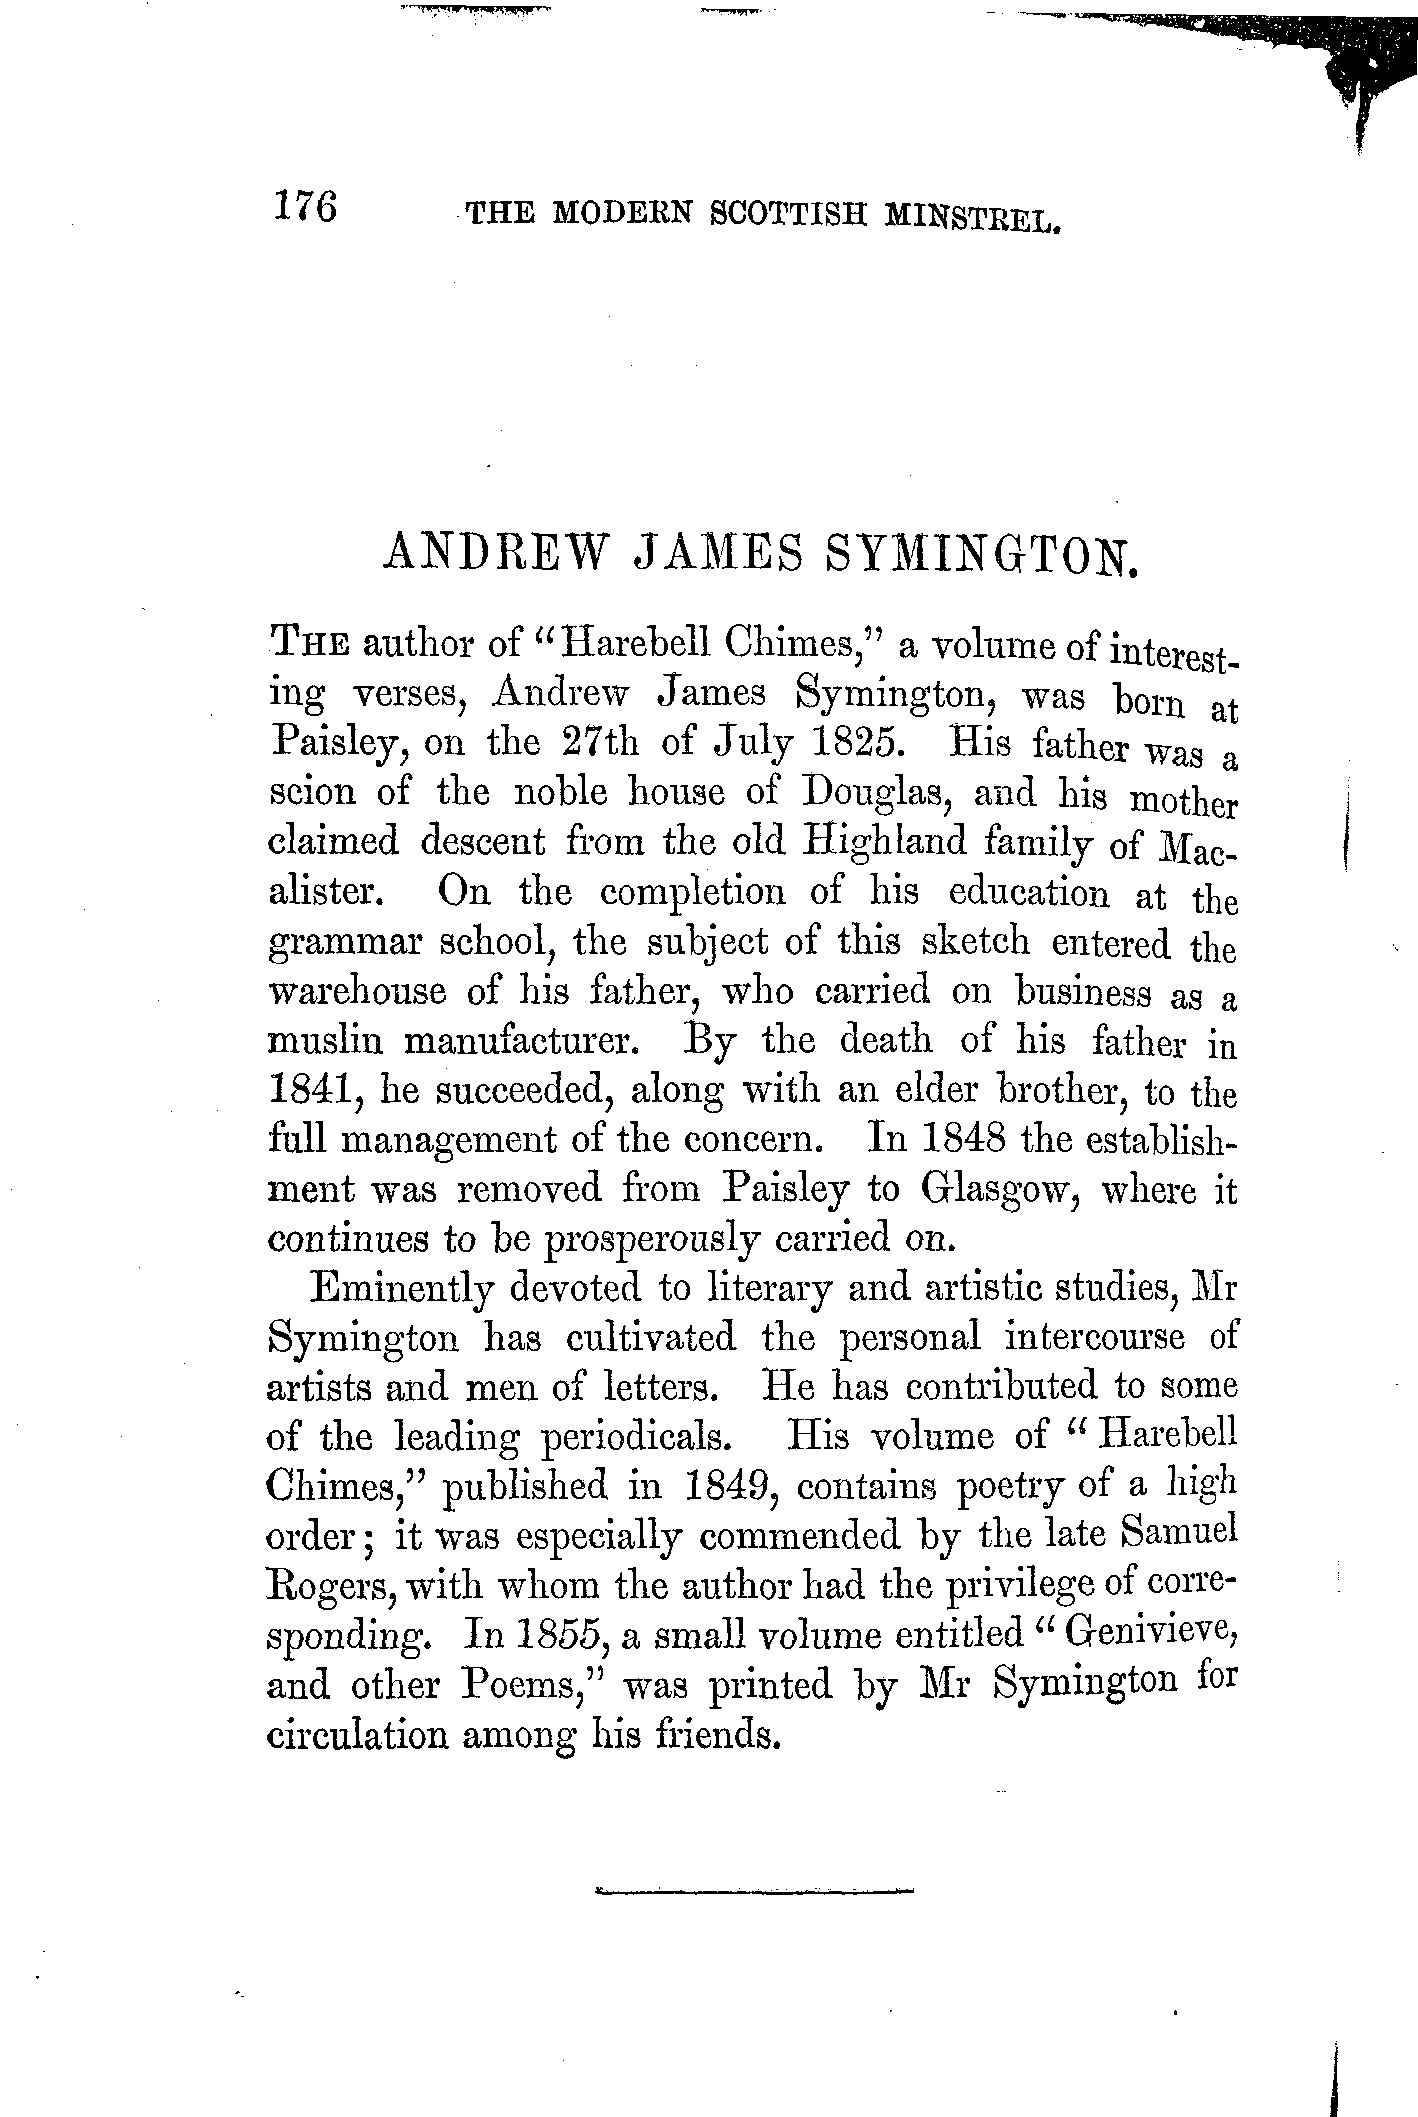 176 THE MODERN SCOTTISH MINSTREL.
ANDREW JAMES SYMINGTON.
THE author of “Harebell Chimes,” a volume of interest-
ing verses, Andrew James Symington, was born at
Paisley, on the 27th of July 1825. His father was a
scion of the noble house of Douglas, and his mother
claimed descent from the old Highland family of Mac-
alister. On the completion of his education at the
grammar school, the subject of this sketch entered the
warehouse of his father, who carried on business as a
muslin manufacturer. By the death of his father in
1841, he succeeded, along with an elder brother, to the
full management of the concern. In 1848 the establish-
ment was removed from Paisley to Glasgow, where it
continues to be prosperously carried on.
Eminently devoted to literary and artistic studies, Mr
Symington has cultivated the personal intercourse of
artists and men of letters. He has contributed to some
of the leading periodicals. His volume of “ Harebell
Chimes,” published in 1849, contains poetry of a high
order; it was especially commended by the late Samuel
Rogers, with whom the author had the privilege of corre-
sponding. In 1855, a small volume entitled “ Genivieve,
and other Poems,” was printed by Mr Symington for
circulation among his friends.